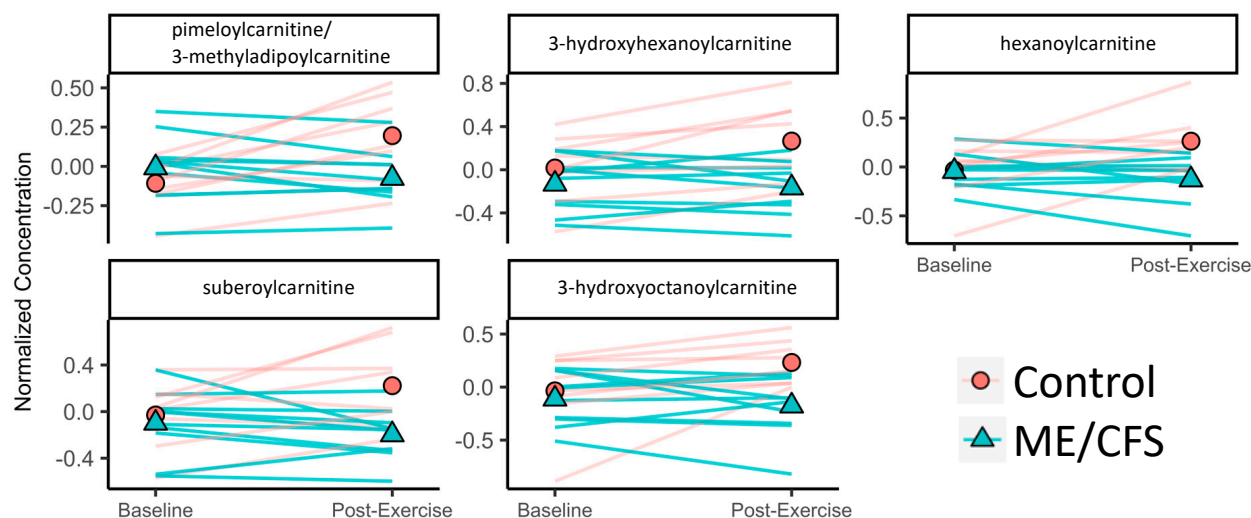 pimeloylcarnitine/
3-methyladipoylcarnitine
3-hydroxyhexanoylcarnitine
hexanoylcarnitine
Normalized Concentration
0.50
0.25
0.00
-0.25
0.8
0.4
0.0
-0.4
0.5
0.0
-0.5
Baseline
Post-Exercise
suberoylcarnitine
3-hydroxyoctanoylcarnitine
0.4
0.0
-0.4
0.5
0.0
-0.5
Baseline
Post-Exercise
Baseline
Post-Exercise
Control
ME/CFS